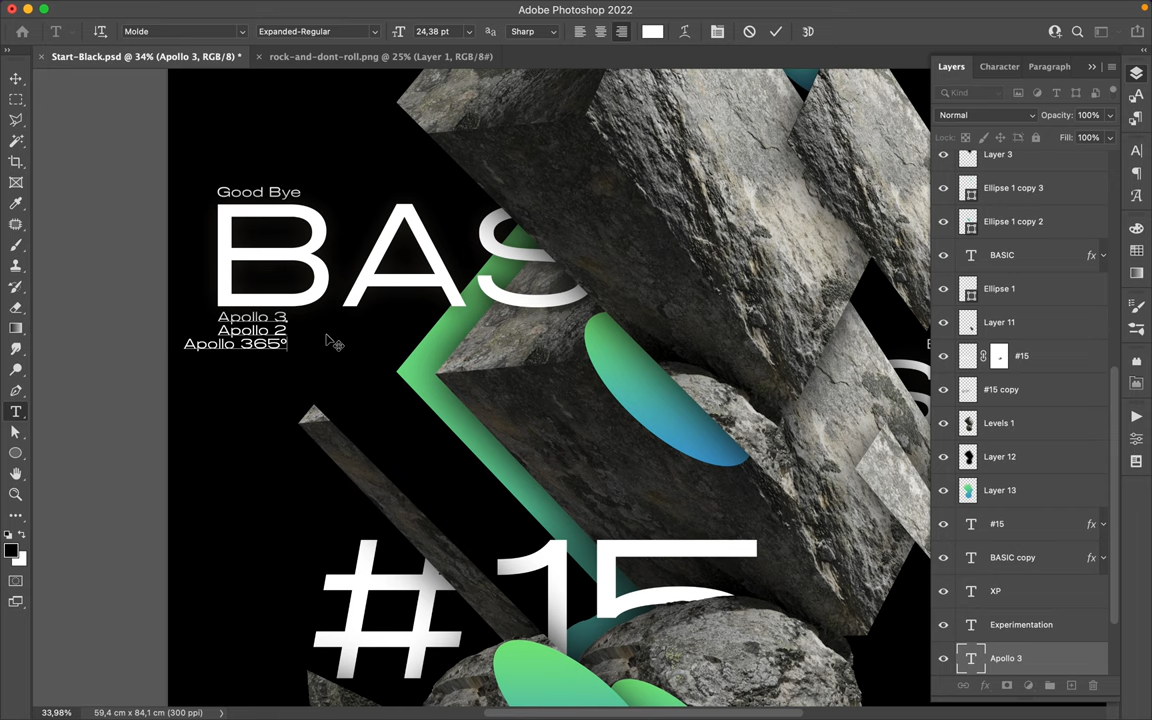 Adobe Photoshop 2022
Molde
Expanded-Regular
24,38 pt
Sharp
3D
Start-Black.psd @ 34% (Apollo 3, RGB/8) *
rock-and-dont-roll.png @ 25% (Layer 1, RGB/8#)
Layers
Character
Paragraph
Kind
Normal
Opacity: 100%
Lock:
Fill: 100%
Layer 3
Ellipse 1 copy 3
Ellipse 1 copy 2
BASIC
fx
Ellipse 1
Layer 11
#15
#15 copy
Levels 1
Layer 12
Layer 13
#15
fx
BASIC copy
fx
XP
Experimentation
Apollo 3
Good Bye
BAS
Apollo 3
Apollo 2
Apollo 365°
#15
33,98%
59,4 cm x 84,1 cm (300 ppi)